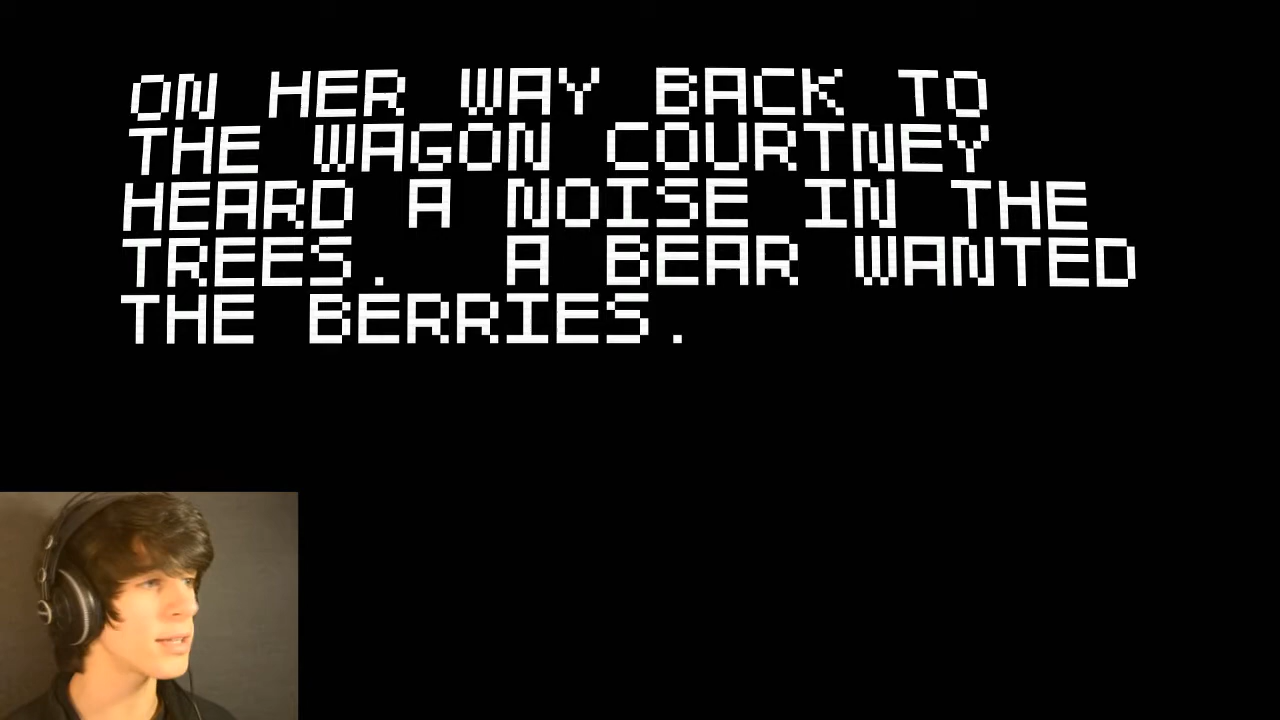 ON HER WAY BACK TO
THE WAGON COURTNEY
HEARD A NOISE IN THE
TREES. A BEAR WANTED
THE BERRIES.